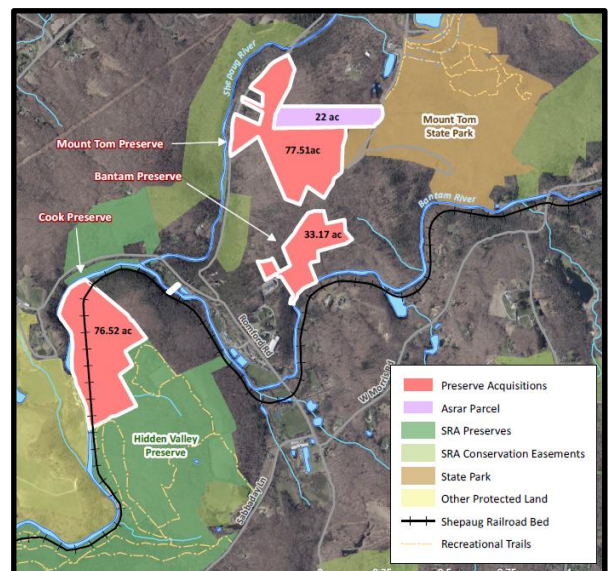 Shepaug River
22 ac
Mount Tom
State Park
Mount Tom Preserve
77.51ac
Bantam Preserve
Bantam River
Cook Preserve
33.17 ac
Romford Rd
76.52 ac
W Morris Rd
Hidden Valley
Preserve
Sabbaday Ln
Preserve Acquisitions
Asrar Parcel
SRA Preserves
SRA Conservation Easements
State Park
Other Protected Land
Shepaug Railroad Bed
Recreational Trails